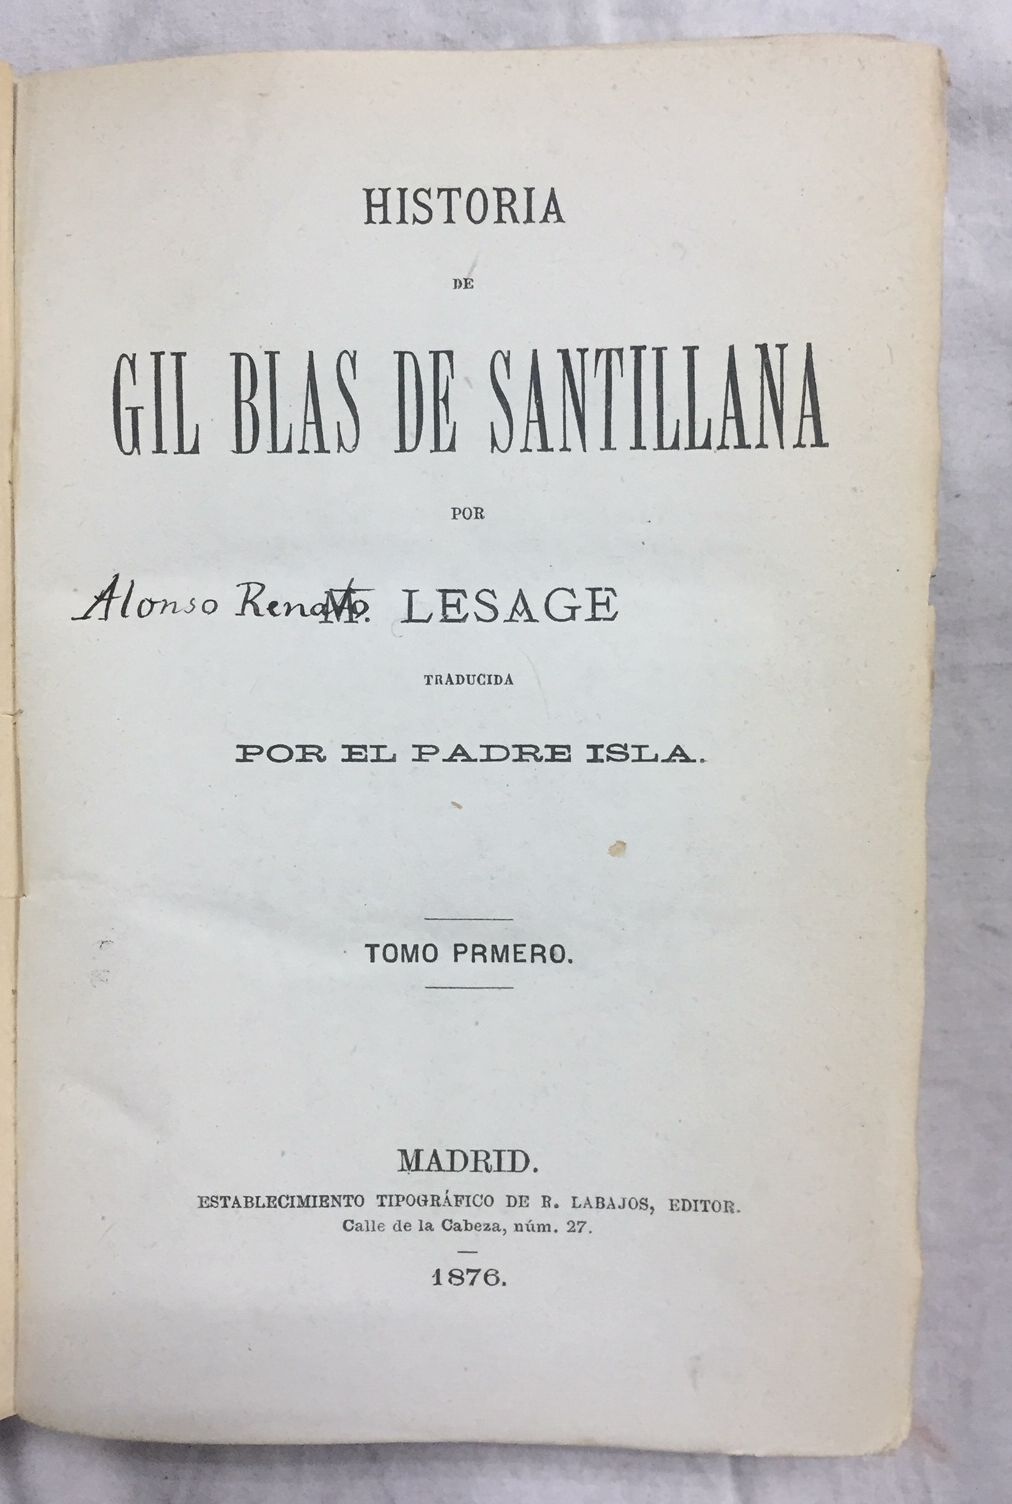 HISTORIA
DE
GIL BLAS DE SANTILLANA
POR
Alonso Renato M. LESAGE
TRADUCIDA
POR EL PADRE ISLA.
TOMO PRMERO.
MADRID.
ESTABLECIMIENTO TIPOGRÁFICO DE R. LABAJOS, EDITOR.
Calle de la Cabeza, núm. 27.
1876.